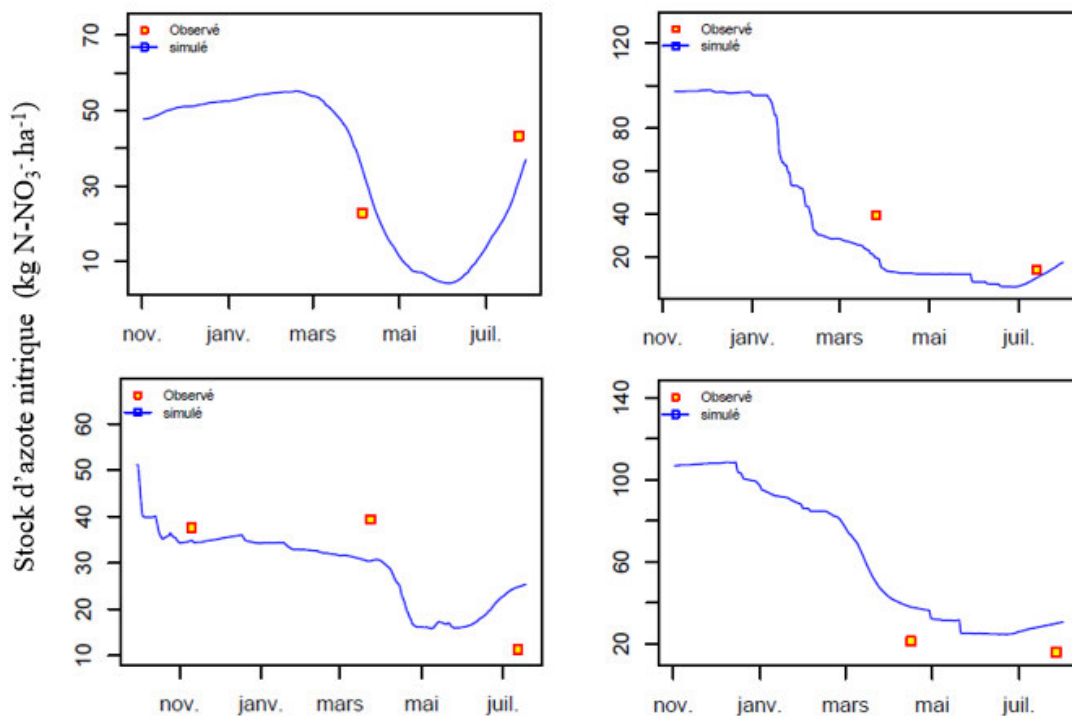 Stock d'azote nitrique (kg N-NO3-.ha-1)
70
50
30
10
Observé
simulé
nov. janv. mars mai juil.
120
80
60
40
20
Observé
simulé
nov. janv. mars mai juil.
60
50
40
30
20
10
Observé
simulé
nov. janv. mars mai juil.
140
100
60
20
Observé
simulé
nov. janv. mars mai juil.